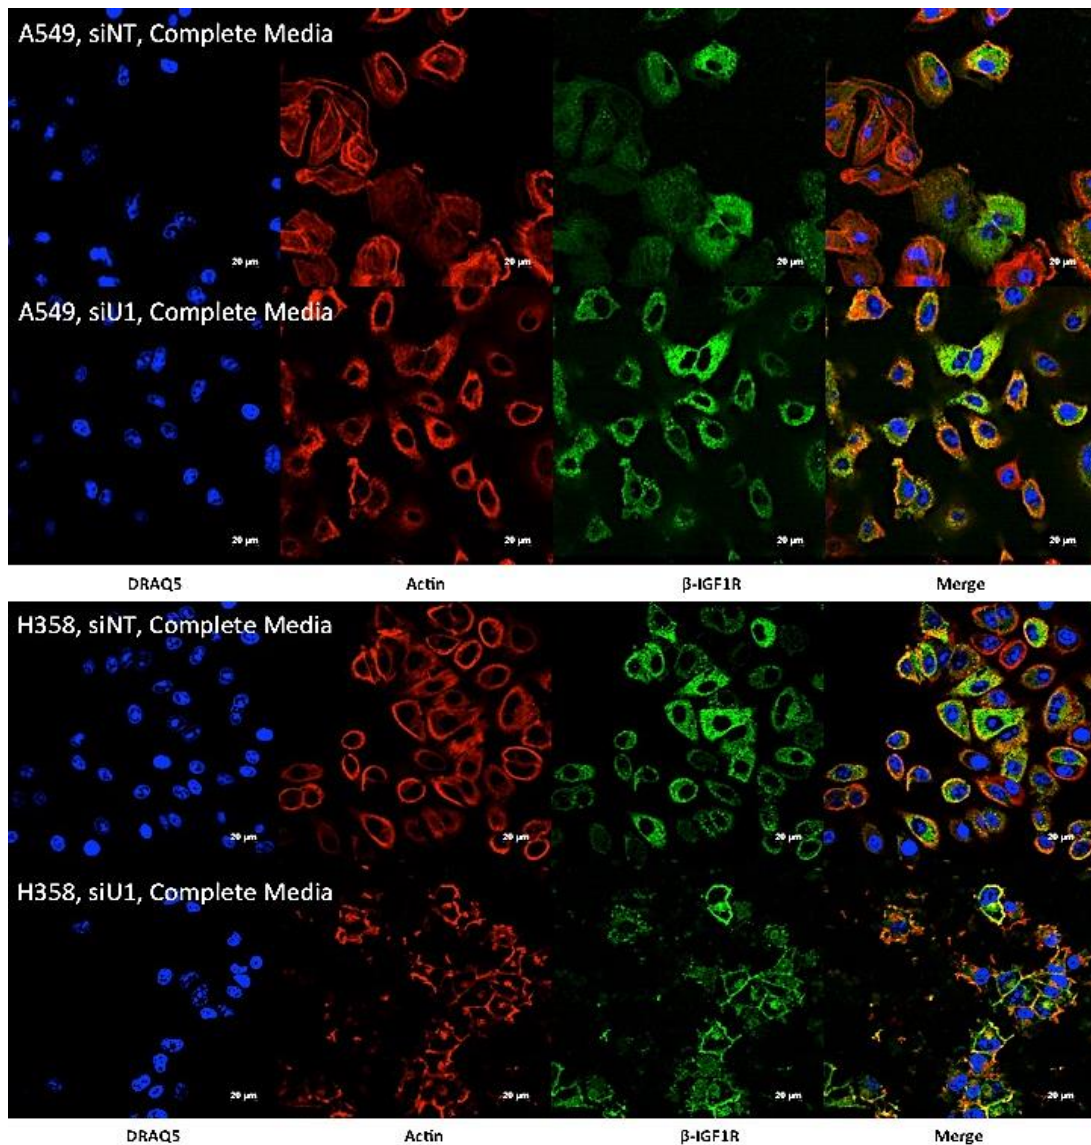 A549, siNT, Complete Media
20 µm 20 µm 20 µm 20 µm
A549, siU1, Complete Media
20 µm 20 µm 20 µm 20 µm
DRAQ5 Actin β-IGF1R Merge
H358, siNT, Complete Media
20 µm 20 µm 20 µm 20 µm
H358, siU1, Complete Media
20 µm 20 µm 20 µm 20 µm
DRAQ5 Actin β-IGF1R Merge